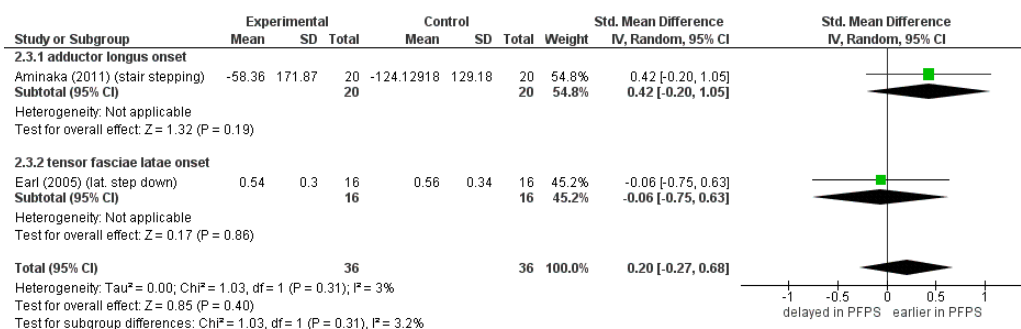 Experimental Control Std. Mean Difference Std. Mean Difference
Study or Subgroup Mean SD Total Mean SD Total Weight IV, Random, 95% CI IV, Random, 95% CI
2.3.1 adductor longus onset
Aminaka (2011) (stair stepping) -58.36 171.87 20 -124.12918 129.18 20 54.8% 0.42 [-0.20, 1.05]
Subtotal (95% CI) 20 20 54.8% 0.42 [-0.20, 1.05]
Heterogeneity: Not applicable
Test for overall effect: Z = 1.32 (P = 0.19)
2.3.2 tensor fasciae latae onset
Earl (2005) (lat. step down) 0.54 0.3 16 0.56 0.34 16 45.2% -0.06 [-0.75, 0.63]
Subtotal (95% CI) 16 16 45.2% -0.06 [-0.75, 0.63]
Heterogeneity: Not applicable
Test for overall effect: Z = 0.17 (P = 0.86)
Total (95% CI) 36 36 100.0% 0.20 [-0.27, 0.68]
Heterogeneity: Tau² = 0.00; Chi² = 1.03, df = 1 (P = 0.31); I² = 3%
Test for overall effect: Z = 0.85 (P = 0.40)
Test for subgroup differences: Chi² = 1.03, df = 1 (P = 0.31), I² = 3.2%
-1 -0.5 0 0.5 1
delayed in PFPS earlier in PFPS